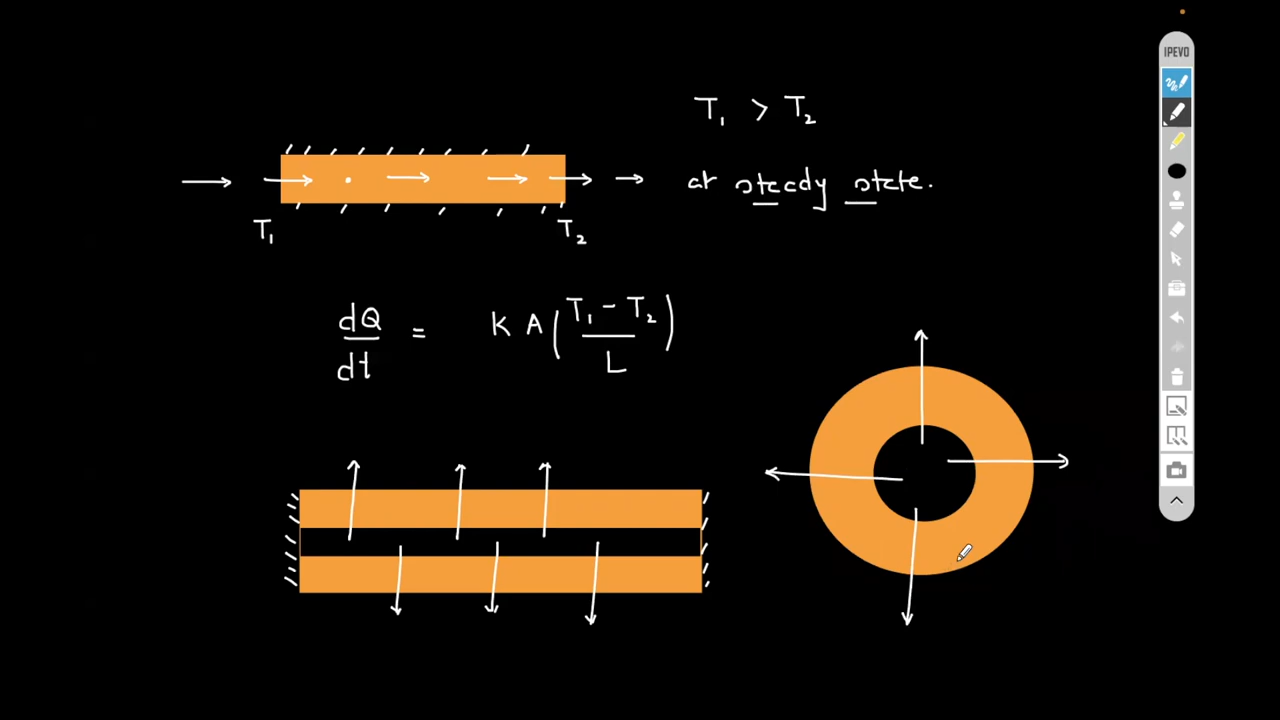 IPEVO
T₁ > T₂
at steady state.
T₁ T₂
dQ/dt = K A (T₁ - T₂ / L)